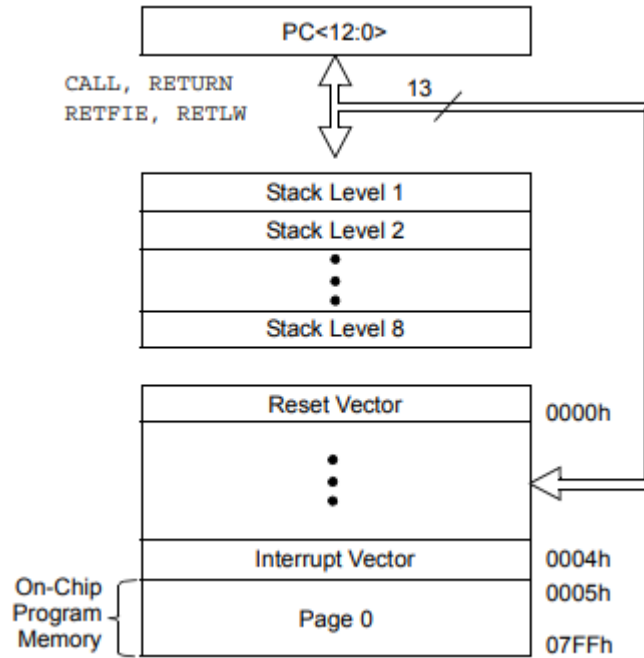 PC<12:0>
CALL, RETURN
RETFIE, RETLW
13
Stack Level 1
Stack Level 2
Stack Level 8
Reset Vector
0000h
Interrupt Vector
0004h
On-Chip
Program
Memory
0005h
Page 0
07FFh